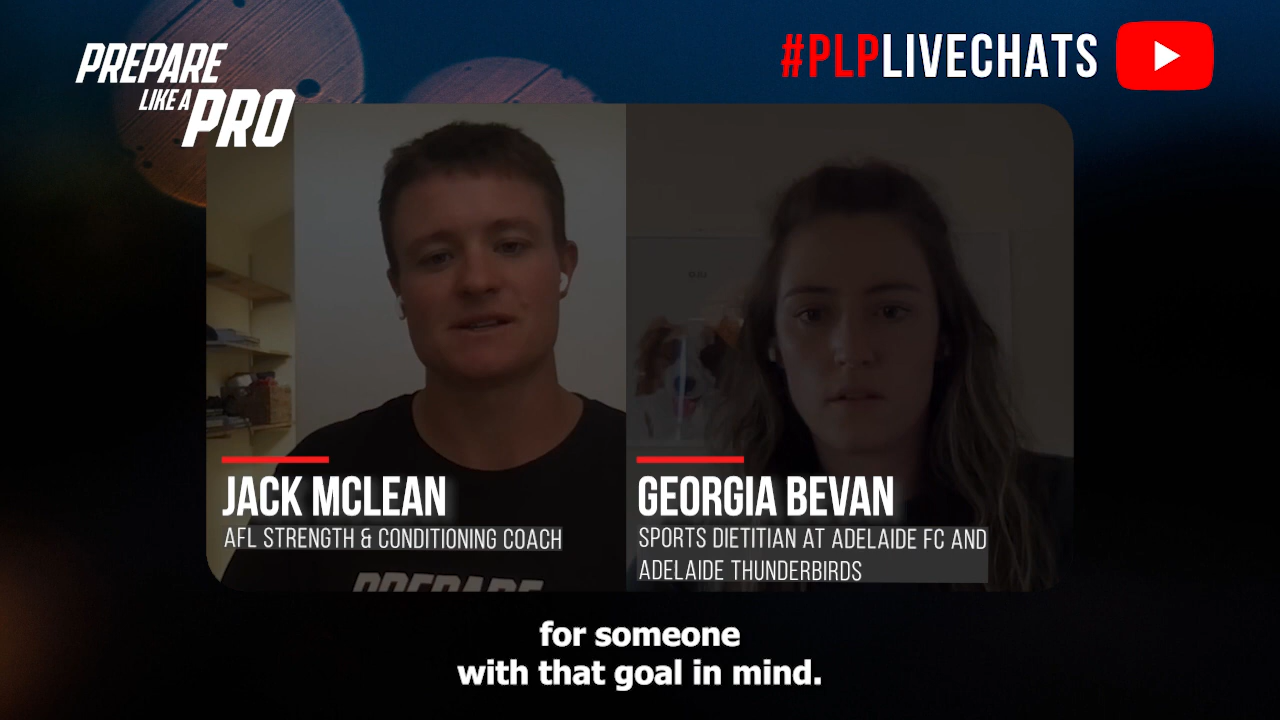 PREPARE
LIKE A
PRO
#PLPLIVECHATS
JACK MCLEAN
AFL STRENGTH & CONDITIONING COACH
GEORGIA BEVAN
SPORTS DIETITIAN AT ADELAIDE FC AND
ADELAIDE THUNDERBIRDS
PREPARE
for someone
with that goal in mind.